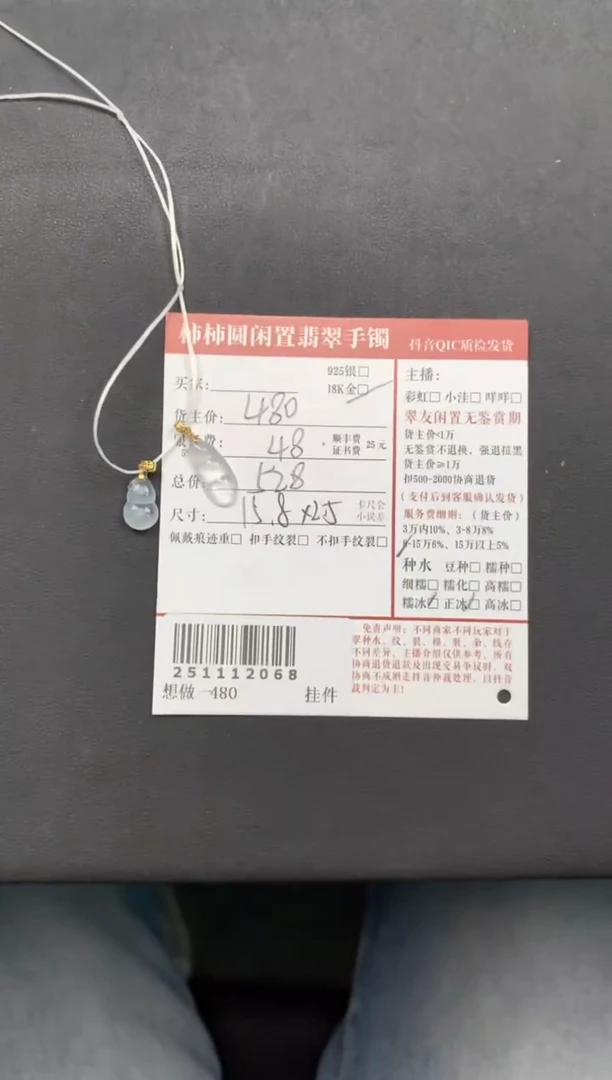 柿柿圆闲置翡翠手镯 抖音QIC质检发货
925银□
买家: 18K金□
货主价: 480
费: 48 + 顺丰费 证书费 25元
5%
总价: 528
尺寸: 15.8 卡尺会小误差
佩戴痕迹重□ 扣手纹裂□ 不扣手纹裂□
主播:
彩虹□ 小洼□ 咩咩□
翠友闲置无鉴赏期
货主价<1万
无鉴赏不退换,强退拉黑
货主价≥1万
扣500-2000协商退货
(支付后到客服确认发货)
服务费细则:(货主价)
3万内10%、3-8万8%
8-15万6%、15万以上5%
种水 豆种□ 糯种□
细糯□ 糯化□ 高糯□
糯冰□ 正冰□ 高冰□
251112068
想做→480 挂件
免责声明:不同商家不同玩家对于
翠种水、纹、裂、棉、脏、杂、线存
不同差异,主播介绍仅供参考,所有
协商退货退款及出现交易争议时,双
协商不成则走抖音仲裁处理,以抖音
裁判定为主!